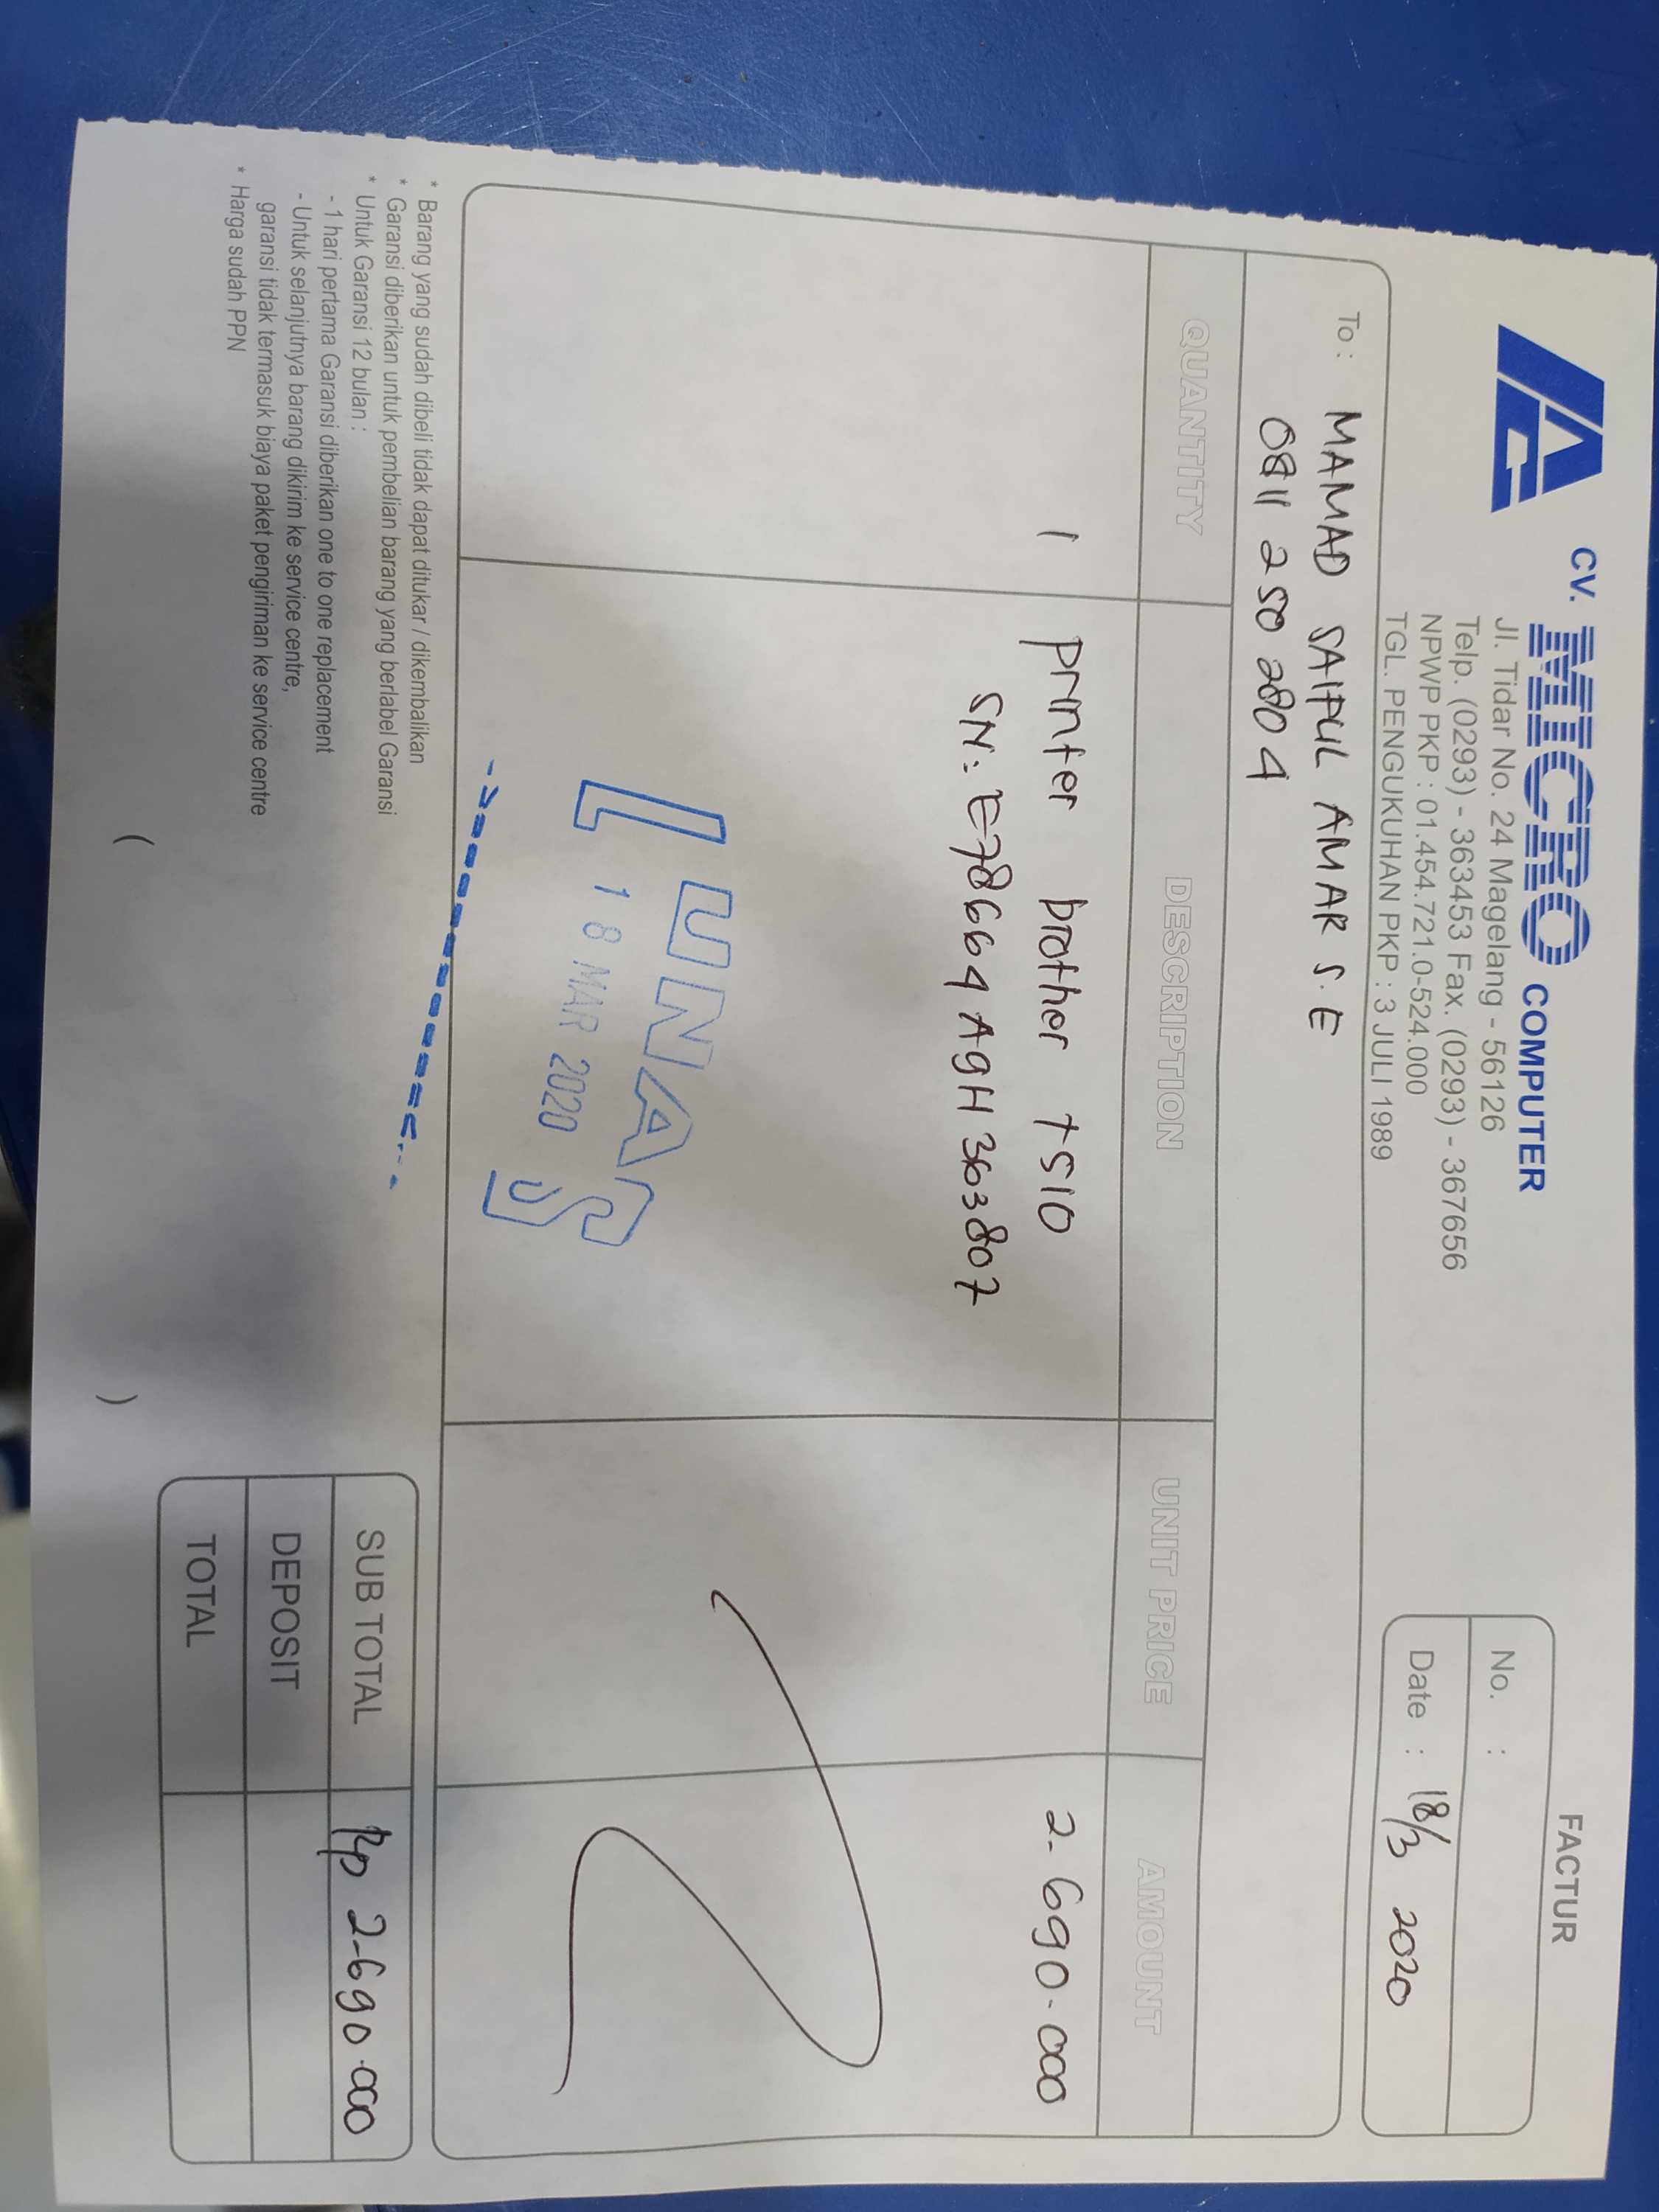 CV. MICRO COMPUTER
Jl. Tidar No. 24 Magelang - 56126
Telp. (0293) - 363453 Fax. (0293) - 367656
NPWP PKP : 01.454.721.0-524.000
TGL. PENGUKUHAN PKP : 3 JULI 1989
FACTUR
No. :
Date : 18/3 2020
To : MAMAD SAIFUL AMAR S.E
0811 250 2804
QUANTITY DESCRIPTION UNIT PRICE AMOUNT
1 Printer brother T510 2.690.000
SN: E78664A9H363807
LUNAS
18 MAR 2020
* Barang yang sudah dibeli tidak dapat ditukar / dikembalikan
* Garansi diberikan untuk pembelian barang yang berlabel Garansi
* Untuk Garansi 12 bulan :
- 1 hari pertama Garansi diberikan one to one replacement
- Untuk selanjutnya barang dikirim ke service centre,
garansi tidak termasuk biaya paket pengiriman ke service centre
* Harga sudah PPN
( )
SUB TOTAL Rp 2.690.000
DEPOSIT
TOTAL